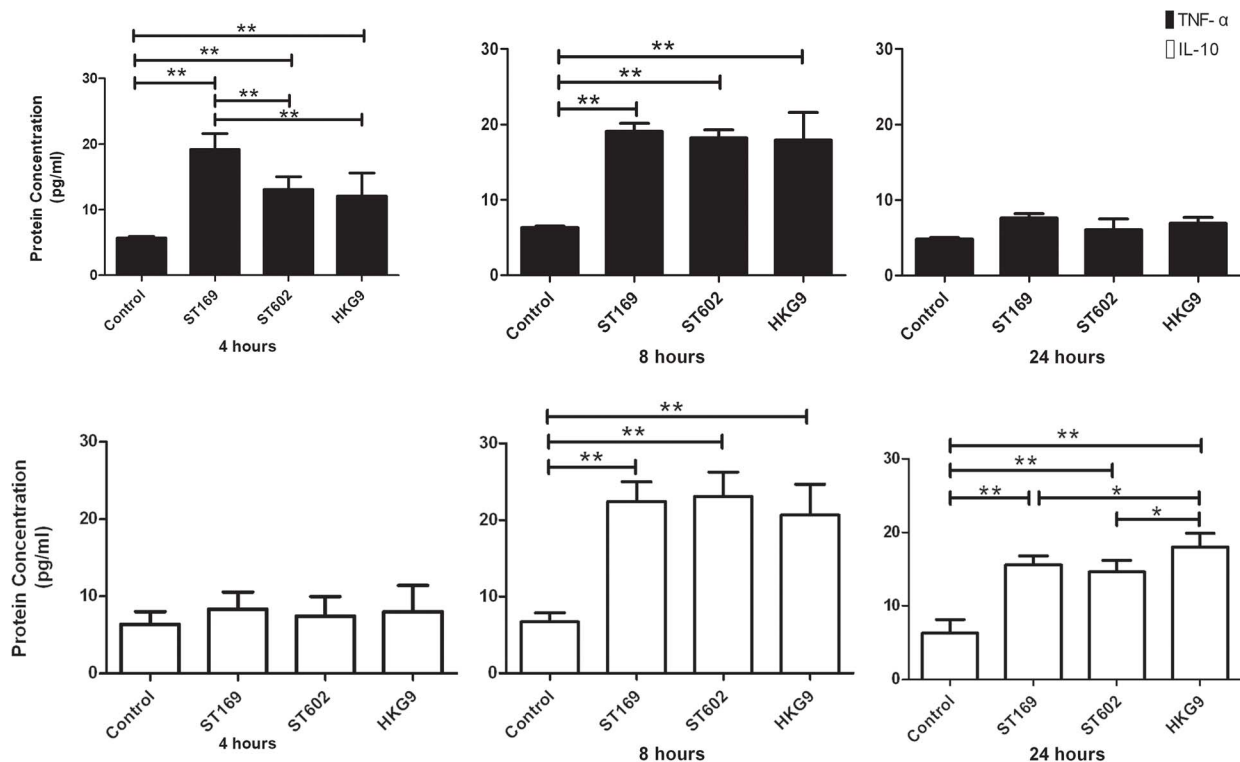 TNF- α
IL-10
Protein Concentration
(pg/ml)
**
**
**
**
**
30
20
10
0
Control
ST169
ST602
HKG9
4 hours
**
**
**
30
20
10
0
Control
ST169
ST602
HKG9
8 hours
30
20
10
0
Control
ST169
ST602
HKG9
24 hours
Protein Concentration
(pg/ml)
30
20
10
0
Control
ST169
ST602
HKG9
4 hours
**
**
**
30
20
10
0
Control
ST169
ST602
HKG9
8 hours
**
**
** *
*
30
20
10
0
Control
ST169
ST602
HKG9
24 hours